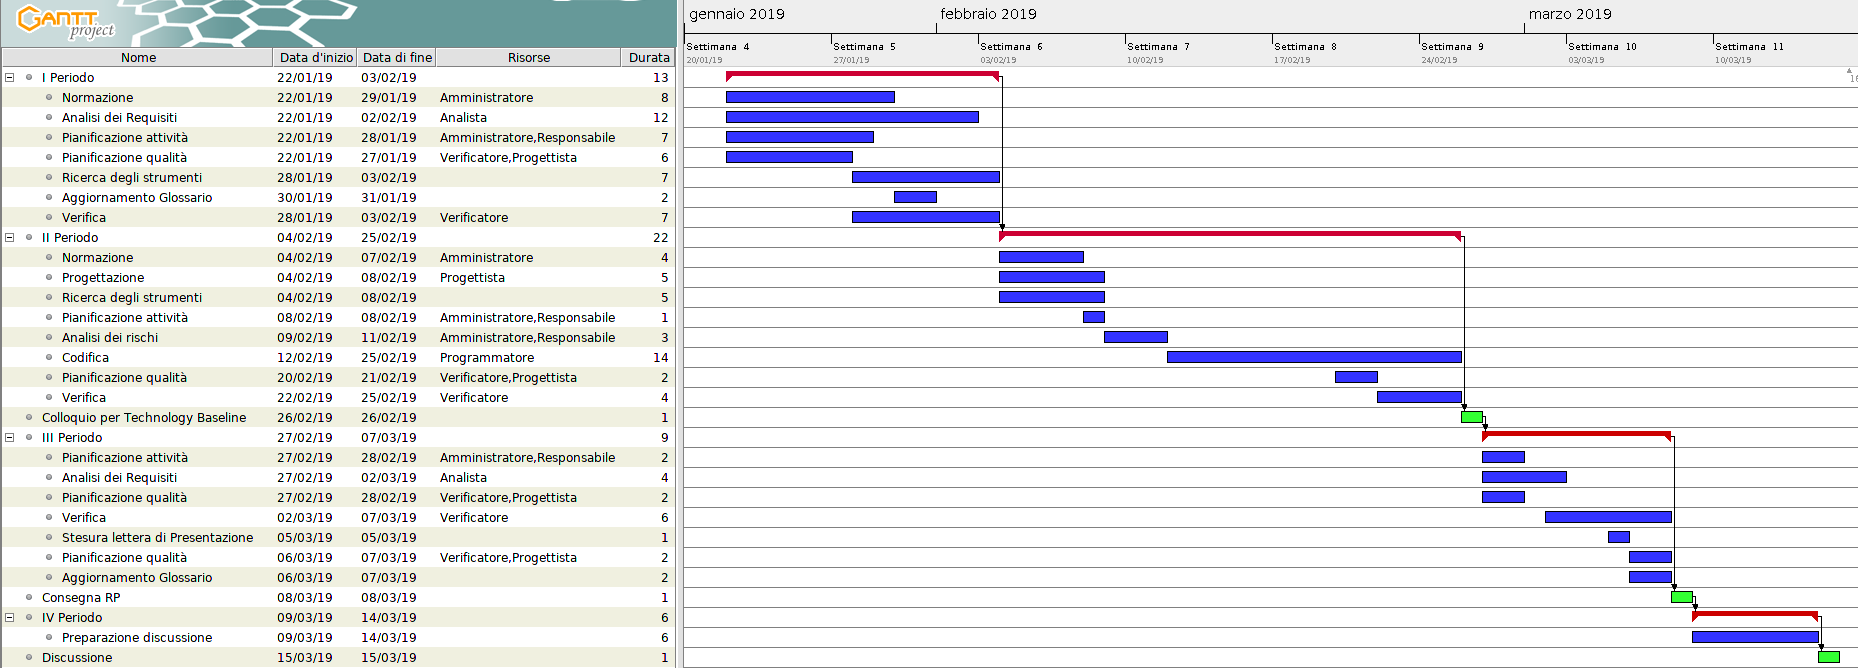 GANTT project
gennaio 2019 febbraio 2019 marzo 2019
Settimana 4 Settimana 5 Settimana 6 Settimana 7 Settimana 8 Settimana 9 Settimana 10 Settimana 11
20/01/19 27/01/19 03/02/19 10/02/19 17/02/19 24/02/19 03/03/19 10/03/19
Nome Data d'inizio Data di fine Risorse Durata
I Periodo 22/01/19 03/02/19 13
Normazione 22/01/19 29/01/19 Amministratore 8
Analisi dei Requisiti 22/01/19 02/02/19 Analista 12
Pianificazione attività 22/01/19 28/01/19 Amministratore,Responsabile 7
Pianificazione qualità 22/01/19 27/01/19 Verificatore,Progettista 6
Ricerca degli strumenti 28/01/19 03/02/19 7
Aggiornamento Glossario 30/01/19 31/01/19 2
Verifica 28/01/19 03/02/19 Verificatore 7
II Periodo 04/02/19 25/02/19 22
Normazione 04/02/19 07/02/19 Amministratore 4
Progettazione 04/02/19 08/02/19 Progettista 5
Ricerca degli strumenti 04/02/19 08/02/19 5
Pianificazione attività 08/02/19 08/02/19 Amministratore,Responsabile 1
Analisi dei rischi 09/02/19 11/02/19 Amministratore,Responsabile 3
Codifica 12/02/19 25/02/19 Programmatore 14
Pianificazione qualità 20/02/19 21/02/19 Verificatore,Progettista 2
Verifica 22/02/19 25/02/19 Verificatore 4
Colloquio per Technology Baseline 26/02/19 26/02/19 1
III Periodo 27/02/19 07/03/19 9
Pianificazione attività 27/02/19 28/02/19 Amministratore,Responsabile 2
Analisi dei Requisiti 27/02/19 02/03/19 Analista 4
Pianificazione qualità 27/02/19 28/02/19 Verificatore,Progettista 2
Verifica 02/03/19 07/03/19 Verificatore 6
Stesura lettera di Presentazione 05/03/19 05/03/19 1
Pianificazione qualità 06/03/19 07/03/19 Verificatore,Progettista 2
Aggiornamento Glossario 06/03/19 07/03/19 2
Consegna RP 08/03/19 08/03/19 1
IV Periodo 09/03/19 14/03/19 6
Preparazione discussione 09/03/19 14/03/19 6
Discussione 15/03/19 15/03/19 1